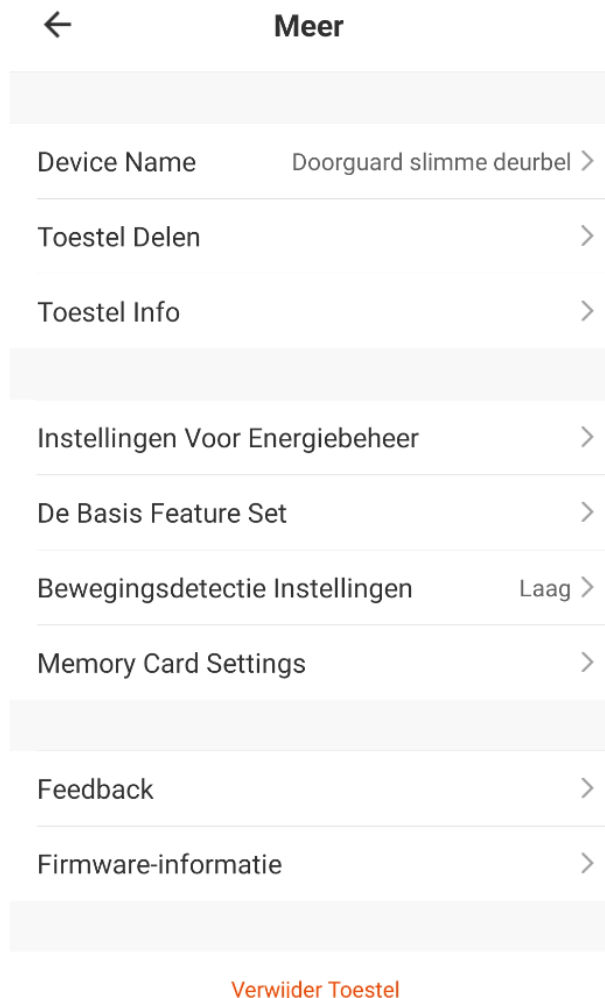 Meer
Device Name Doorguard slimme deurbel
Toestel Delen
Toestel Info
Instellingen Voor Energiebeheer
De Basis Feature Set
Bewegingsdetectie Instellingen Laag
Memory Card Settings
Feedback
Firmware-informatie
Verwijder Toestel